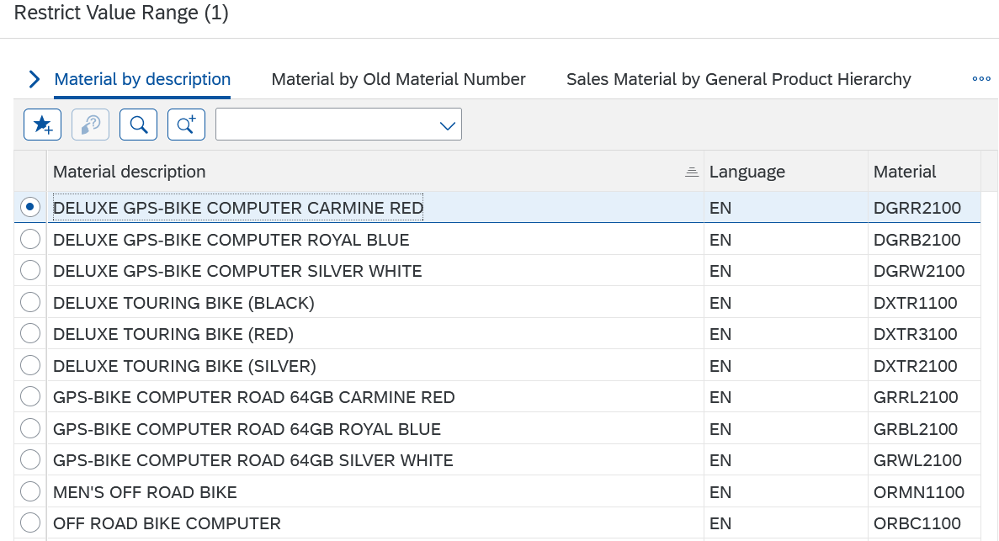 Restrict Value Range (1)
Material by description Material by Old Material Number Sales Material by General Product Hierarchy
Material description Language Material
DELUXE GPS-BIKE COMPUTER CARMINE RED EN DGRR2100
DELUXE GPS-BIKE COMPUTER ROYAL BLUE EN DGRB2100
DELUXE GPS-BIKE COMPUTER SILVER WHITE EN DGRW2100
DELUXE TOURING BIKE (BLACK) EN DXTR1100
DELUXE TOURING BIKE (RED) EN DXTR3100
DELUXE TOURING BIKE (SILVER) EN DXTR2100
GPS-BIKE COMPUTER ROAD 64GB CARMINE RED EN GRRL2100
GPS-BIKE COMPUTER ROAD 64GB ROYAL BLUE EN GRBL2100
GPS-BIKE COMPUTER ROAD 64GB SILVER WHITE EN GRWL2100
MEN'S OFF ROAD BIKE EN ORMN1100
OFF ROAD BIKE COMPUTER EN ORBC1100